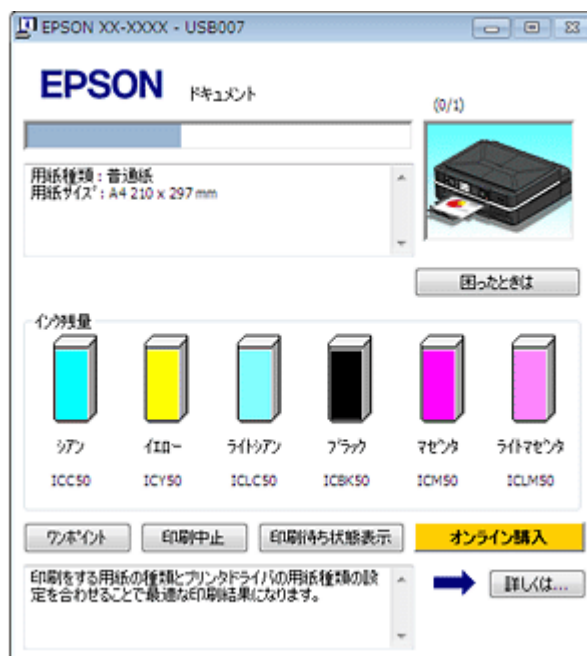 EPSON XX-XXXX - USB007
EPSON ドキュメント
(0/1)
用紙種類：普通紙
用紙サイズ：A4 210 x 297 mm
困ったときは
インク残量
シアン イエロー ライトシアン ブラック マゼンタ ライトマゼンタ
ICC50 ICY50 ICLC50 ICBK50 ICM50 ICLM50
ワンポイント 印刷中止 印刷待ち状態表示 オンライン購入
印刷をする用紙の種類とプリンタドライバの用紙種類の設
定を合わせることで最適な印刷結果になります。
詳しくは...